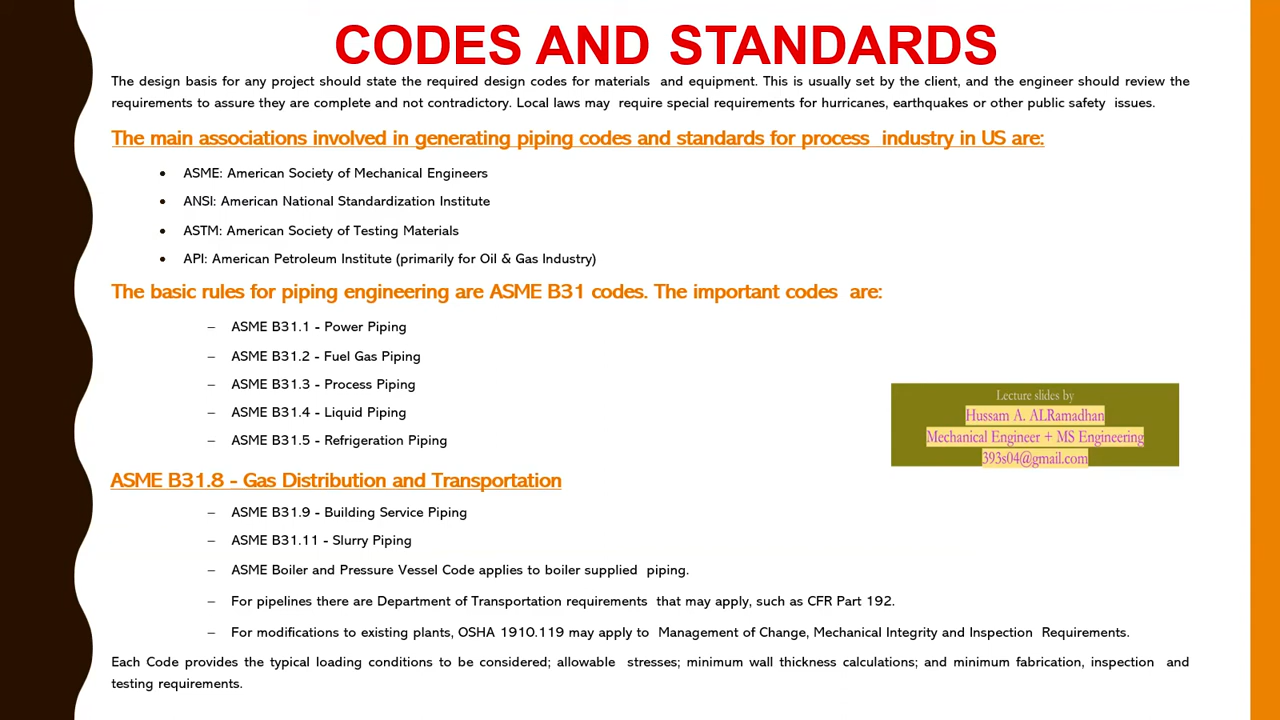 CODES AND STANDARDS
The design basis for any project should state the required design codes for materials and equipment. This is usually set by the client, and the engineer should review the
requirements to assure they are complete and not contradictory. Local laws may require special requirements for hurricanes, earthquakes or other public safety issues.
The main associations involved in generating piping codes and standards for process industry in US are:
• ASME: American Society of Mechanical Engineers
• ANSI: American National Standardization Institute
• ASTM: American Society of Testing Materials
• API: American Petroleum Institute (primarily for Oil & Gas Industry)
The basic rules for piping engineering are ASME B31 codes. The important codes are:
– ASME B31.1 - Power Piping
– ASME B31.2 - Fuel Gas Piping
– ASME B31.3 - Process Piping
– ASME B31.4 - Liquid Piping
– ASME B31.5 - Refrigeration Piping
Lecture slides by
Hussam A. ALRamadhan
Mechanical Engineer + MS Engineering
393s04@gmail.com
ASME B31.8 - Gas Distribution and Transportation
– ASME B31.9 - Building Service Piping
– ASME B31.11 - Slurry Piping
– ASME Boiler and Pressure Vessel Code applies to boiler supplied piping.
– For pipelines there are Department of Transportation requirements that may apply, such as CFR Part 192.
– For modifications to existing plants, OSHA 1910.119 may apply to Management of Change, Mechanical Integrity and Inspection Requirements.
Each Code provides the typical loading conditions to be considered; allowable stresses; minimum wall thickness calculations; and minimum fabrication, inspection and
testing requirements.